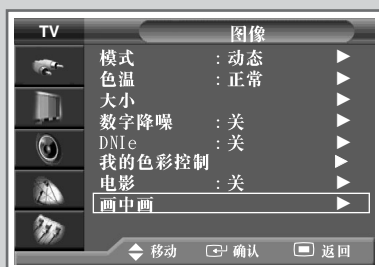 TV 图像
模式 : 动态
色温 : 正常
大小
数字降噪 : 关
DNIe : 关
我的色彩控制
电影 : 关
画中画
移动 确认 返回